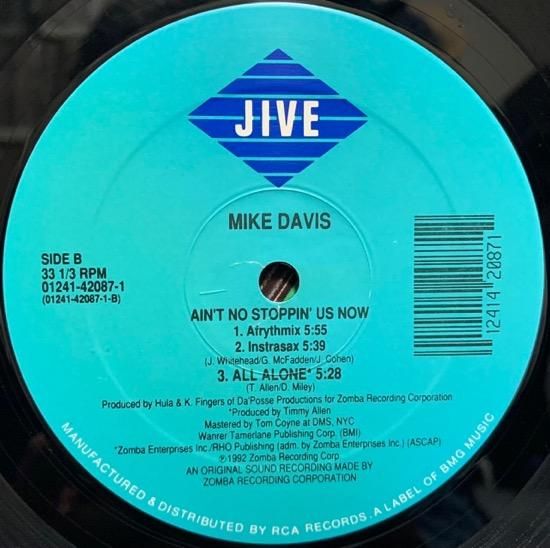 JIVE
MIKE DAVIS
SIDE B
33 1/3 RPM
01241-42087-1
(01241-42087-1-B)
12414 20871
AIN'T NO STOPPIN' US NOW
1. Afrythmix 5:55
2. Instrasax 5:39
(J. Whitehead/G. McFadden/J. Cohen)
3. ALL ALONE* 5:28
(T. Allen/D. Miley)
Produced by Hula & K. Fingers of Da'Posse Productions for Zomba Recording Corporation
*Produced by Timmy Allen
Mastered by Tom Coyne at DMS, NYC
Wanrer Tamerlane Publishing Corp. (BMI)
*Zomba Enterprises Inc./RHO Publishing (adm. by Zomba Enterprises Inc.) (ASCAP)
℗1992 Zomba Recording Corp.
AN ORIGINAL SOUND RECORDING MADE BY
ZOMBA RECORDING CORPORATION
MANUFACTURED & DISTRIBUTED BY RCA RECORDS. A LABEL OF BMG MUSIC